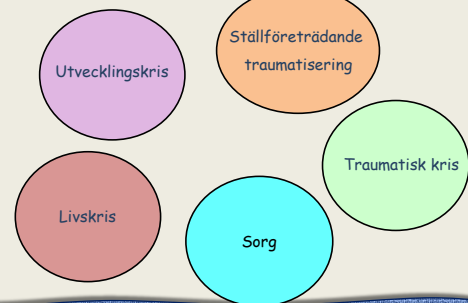 Ställföreträdande
traumatisering
Utvecklingskris
Traumatisk kris
Livskris
Sorg